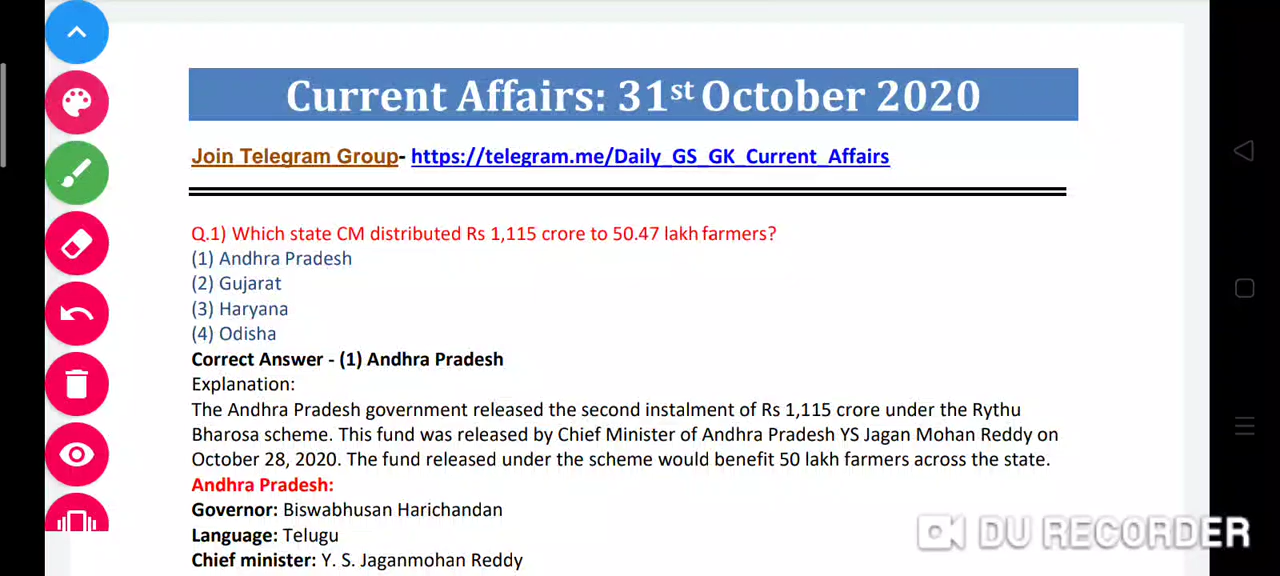 Current Affairs: 31st October 2020
Join Telegram Group- https://telegram.me/Daily_GS_GK_Current_Affairs
Q.1) Which state CM distributed Rs 1,115 crore to 50.47 lakh farmers?
(1) Andhra Pradesh
(2) Gujarat
(3) Haryana
(4) Odisha
Correct Answer - (1) Andhra Pradesh
Explanation:
The Andhra Pradesh government released the second instalment of Rs 1,115 crore under the Rythu
Bharosa scheme. This fund was released by Chief Minister of Andhra Pradesh YS Jagan Mohan Reddy on
October 28, 2020. The fund released under the scheme would benefit 50 lakh farmers across the state.
Andhra Pradesh:
Governor: Biswabhusan Harichandan
Language: Telugu
Chief minister: Y. S. Jaganmohan Reddy
DU RECORDER